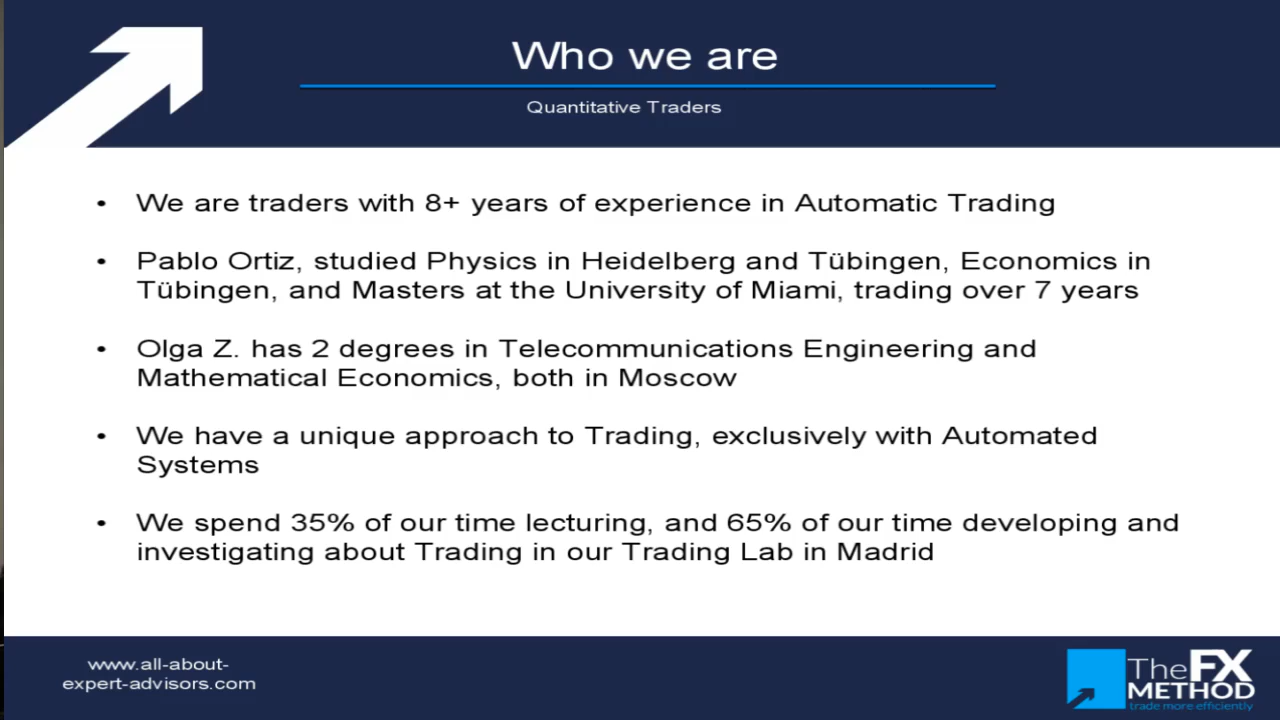 Who we are
Quantitative Traders
• We are traders with 8+ years of experience in Automatic Trading
• Pablo Ortiz, studied Physics in Heidelberg and Tübingen, Economics in
Tübingen, and Masters at the University of Miami, trading over 7 years
• Olga Z. has 2 degrees in Telecommunications Engineering and
Mathematical Economics, both in Moscow
• We have a unique approach to Trading, exclusively with Automated
Systems
• We spend 35% of our time lecturing, and 65% of our time developing and
investigating about Trading in our Trading Lab in Madrid
www.all-about-
expert-advisors.com
TheFX
METHOD
trade more efficiently